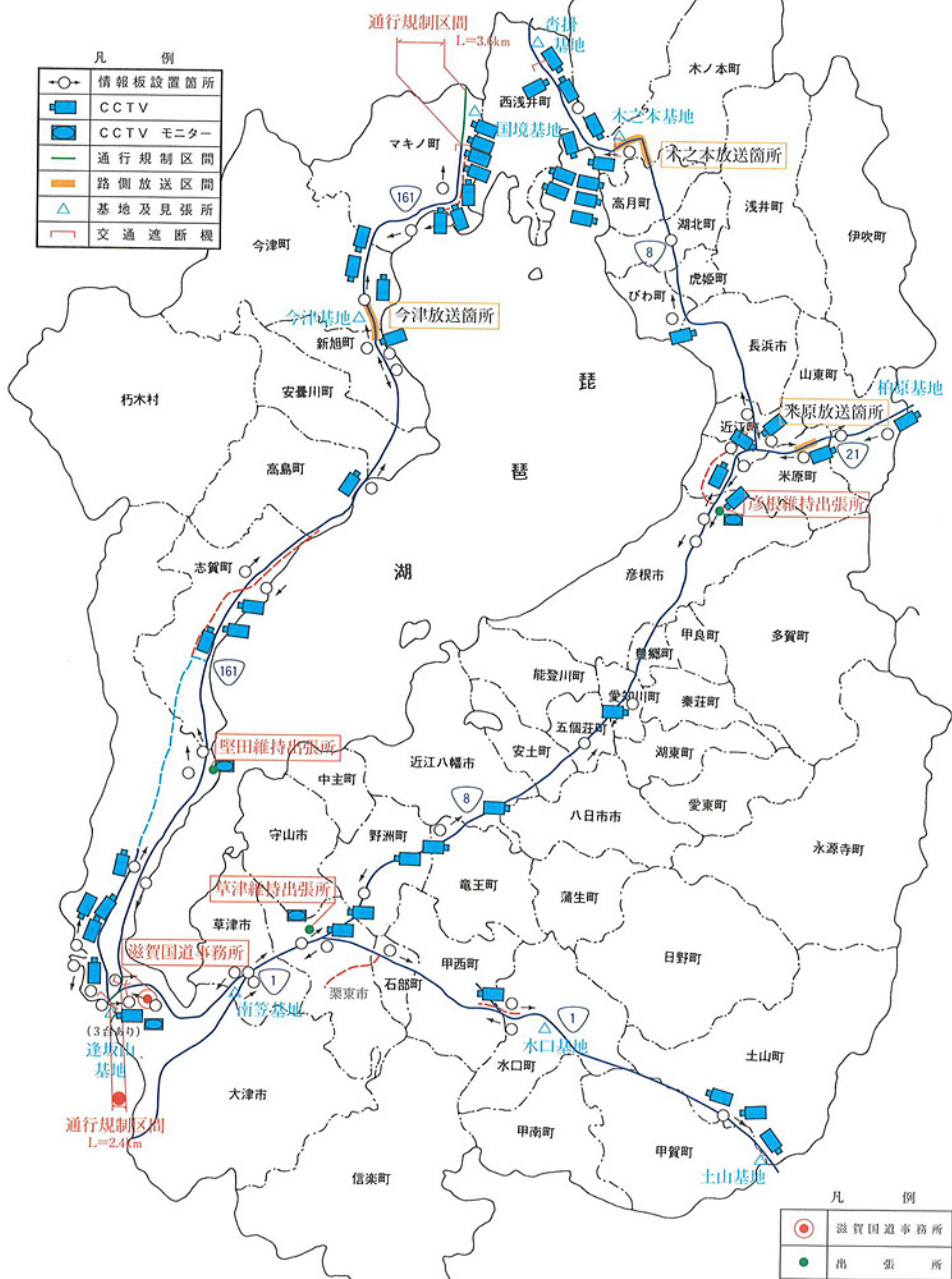 通行規制区間
L=3.6km
沓掛
基地
凡 例
情報板設置箇所
CCTV
CCTV モニター
通行規制区間
路側放送区間
基地及見張所
交通遮断機
木ノ本町
西浅井町
国境基地
木之本基地
マキノ町
木之本放送箇所
161
高月町
浅井町
湖北町
伊吹町
今津町
8
虎姫町
びわ町
今津基地
今津放送箇所
新旭町
長浜市
山東町
琵
柏原基地
朽木村
安曇川町
米原放送箇所
近江町
21
高島町
琶
米原町
彦根維持出張所
志賀町
湖
彦根市
甲良町
多賀町
豊郷町
161
能登川町
愛知川町
秦荘町
五個荘町
堅田維持出張所
安土町
湖東町
中主町
近江八幡市
8
愛東町
守山市
野洲町
八日市市
永源寺町
竜王町
蒲生町
草津維持出張所
草津市
滋賀国道事務所
甲西町
日野町
1
石部町
栗東市
南笠基地
(3台あり)
逢坂山
基地
1
水口基地
水口町
土山町
大津市
通行規制区間
L=2.4km
甲南町
甲賀町
信楽町
土山基地
凡 例
滋賀国道事務所
出張所